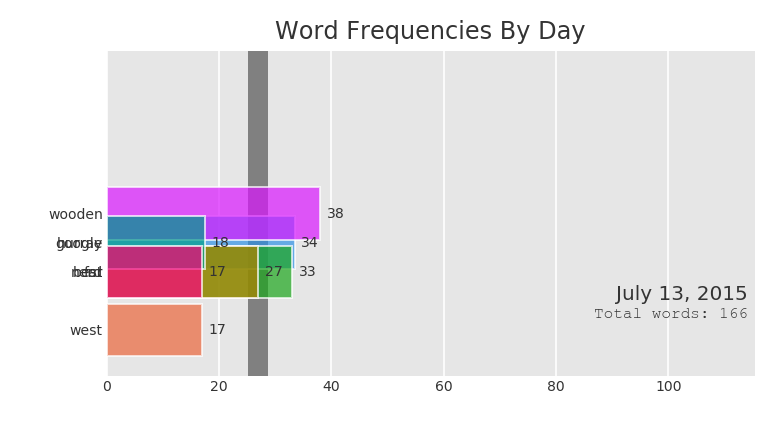 Word Frequencies By Day
wooden 38
18 34
17 27 33
July 13, 2015
Total words: 166
west 17
0 20 40 60 80 100